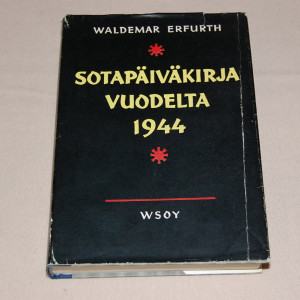 WALDEMAR ERFURTH
SOTAPÄIVÄKIRJA
VUODELTA
1944
WSOY